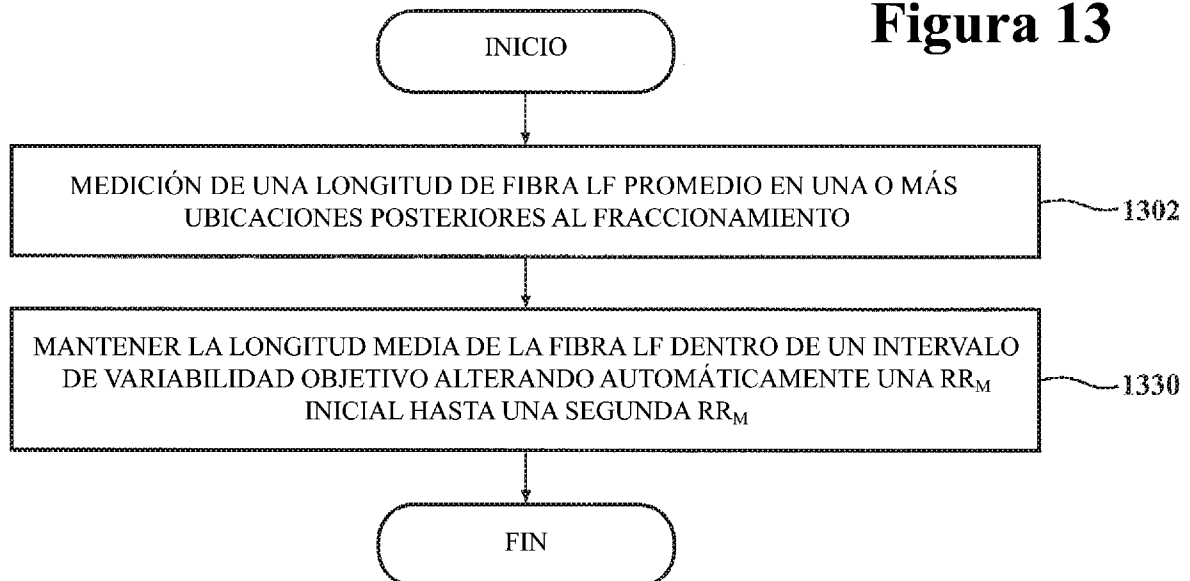 Figura 13
INICIO
MEDICIÓN DE UNA LONGITUD DE FIBRA LF PROMEDIO EN UNA O MÁS
UBICACIONES POSTERIORES AL FRACCIONAMIENTO
1302
MANTENER LA LONGITUD MEDIA DE LA FIBRA LF DENTRO DE UN INTERVALO
DE VARIABILIDAD OBJETIVO ALTERANDO AUTOMÁTICAMENTE UNA RR_M
INICIAL HASTA UNA SEGUNDA RR_M
1330
FIN